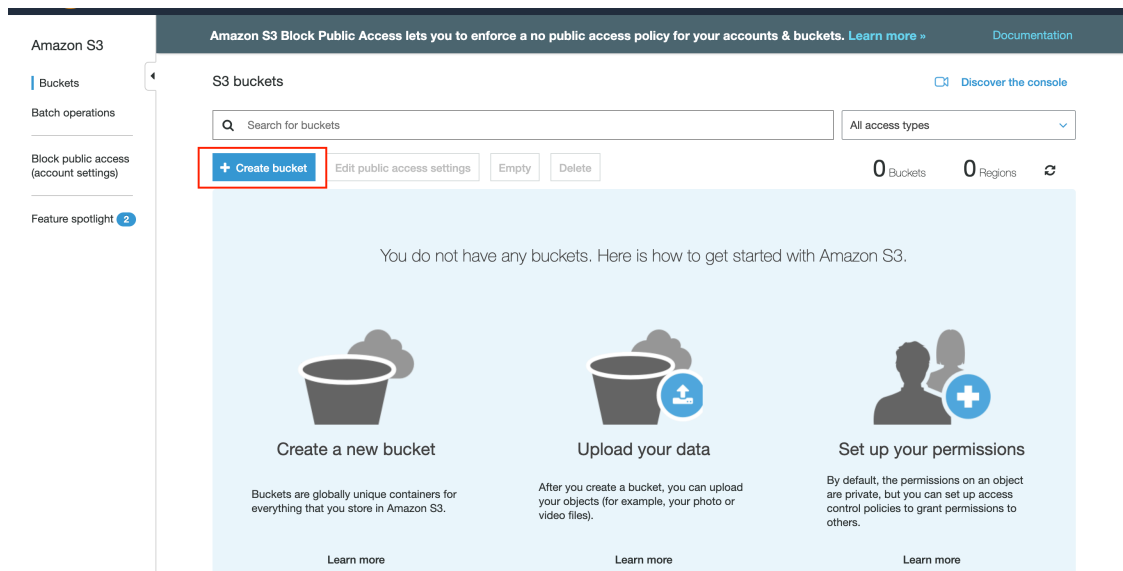 Amazon S3
Buckets
Batch operations
Block public access
(account settings)
Feature spotlight 2
Amazon S3 Block Public Access lets you to enforce a no public access policy for your accounts & buckets. Learn more »
Documentation
S3 buckets
Discover the console
Search for buckets
All access types
+ Create bucket
Edit public access settings
Empty
Delete
0 Buckets
0 Regions
You do not have any buckets. Here is how to get started with Amazon S3.
Create a new bucket
Buckets are globally unique containers for
everything that you store in Amazon S3.
Learn more
Upload your data
After you create a bucket, you can upload
your objects (for example, your photo or
video files).
Learn more
Set up your permissions
By default, the permissions on an object
are private, but you can set up access
control policies to grant permissions to
others.
Learn more